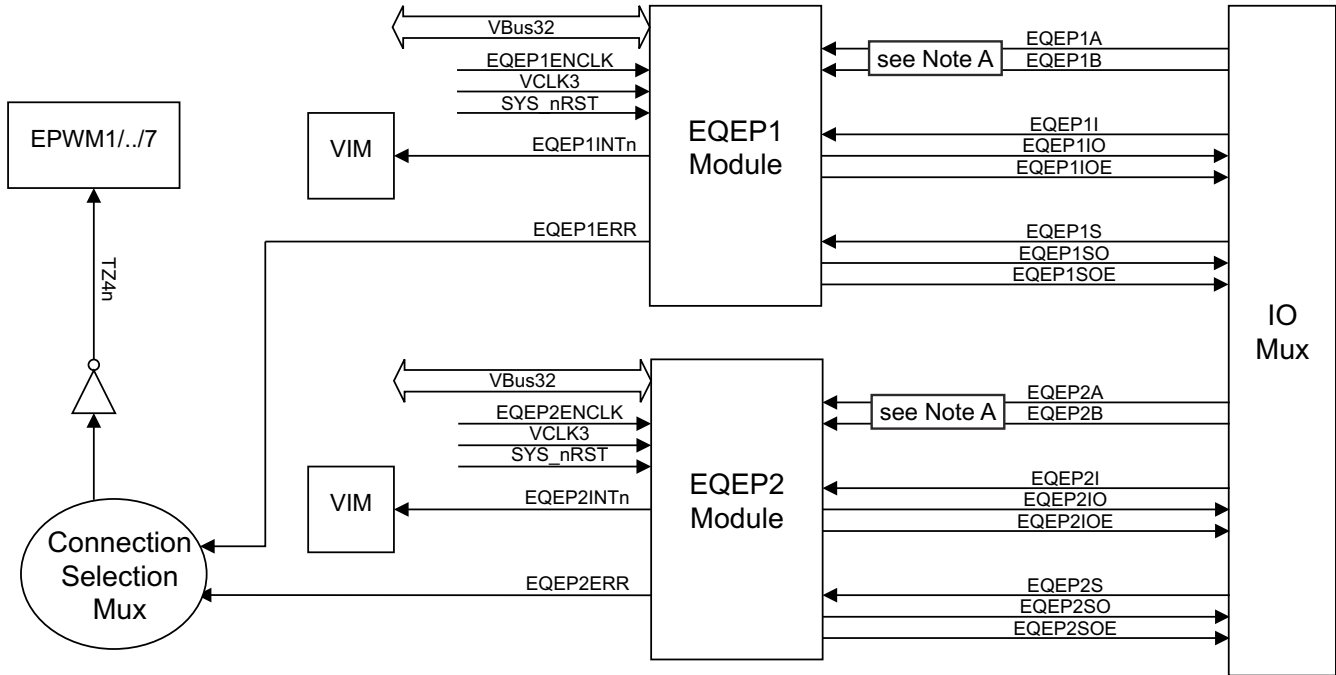 VBus32
EQEP1ENCLK
VCLK3
SYS_nRST
EQEP1INTn
EQEP1ERR
EPWM1/../7
VIM
TZ4n
EQEP1
Module
see Note A
EQEP1A
EQEP1B
EQEP1I
EQEP1IO
EQEP1IOE
EQEP1S
EQEP1SO
EQEP1SOE
IO
Mux
VBus32
EQEP2ENCLK
VCLK3
SYS_nRST
EQEP2INTn
EQEP2ERR
VIM
Connection
Selection
Mux
EQEP2
Module
see Note A
EQEP2A
EQEP2B
EQEP2I
EQEP2IO
EQEP2IOE
EQEP2S
EQEP2SO
EQEP2SOE